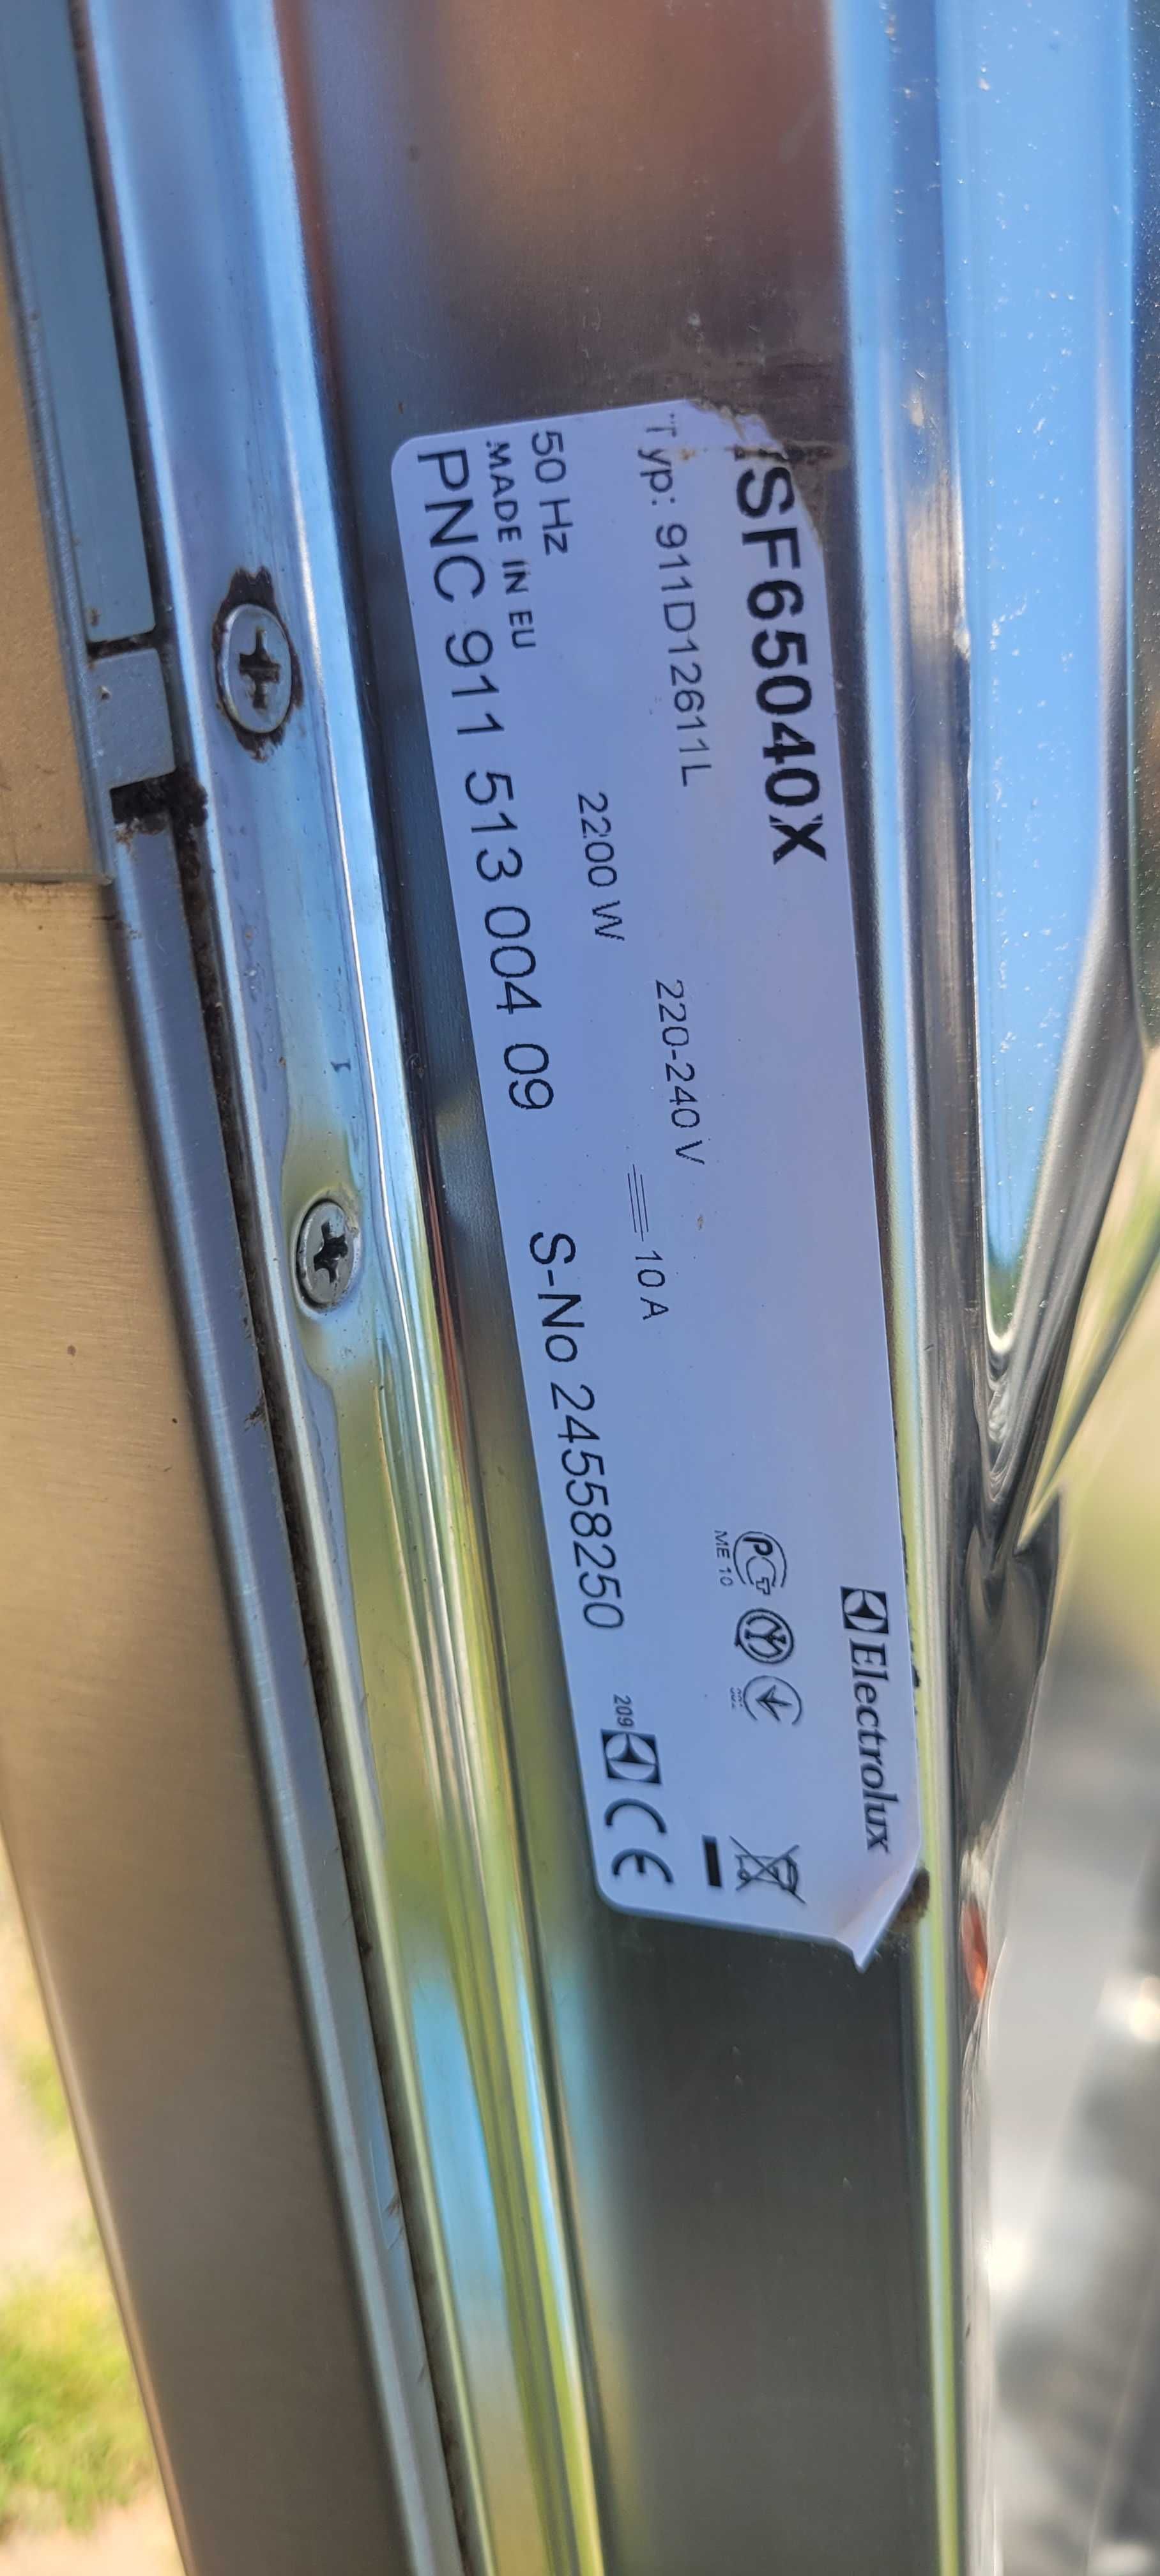 SF65040X
Electrolux
Typ: 911D12611L
220-240 V
ME 10
50 Hz
2200 W
10 A
MADE IN EU
PNC 911 513 004 09
S-No 24558250
209
CE